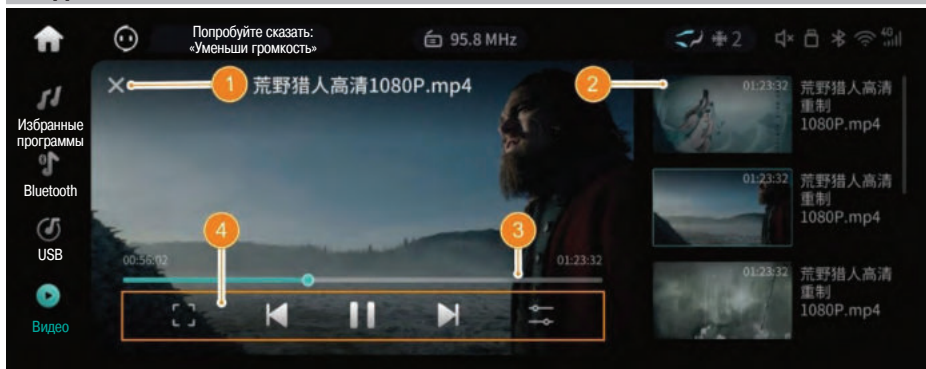 Попробуйте сказать:
«Уменьши громкость»
95.8 MHz
2
40
Избранные
программы
Bluetooth
USB
Видео
1
荒野猎人高清1080P.mp4
4
3
00:56:02
01:23:32
2
01:23:32
荒野猎人高清
重制
1080P.mp4
01:23:32
荒野猎人高清
重制
1080P.mp4
01:23:32
荒野猎人高清
重制
1080P.mp4